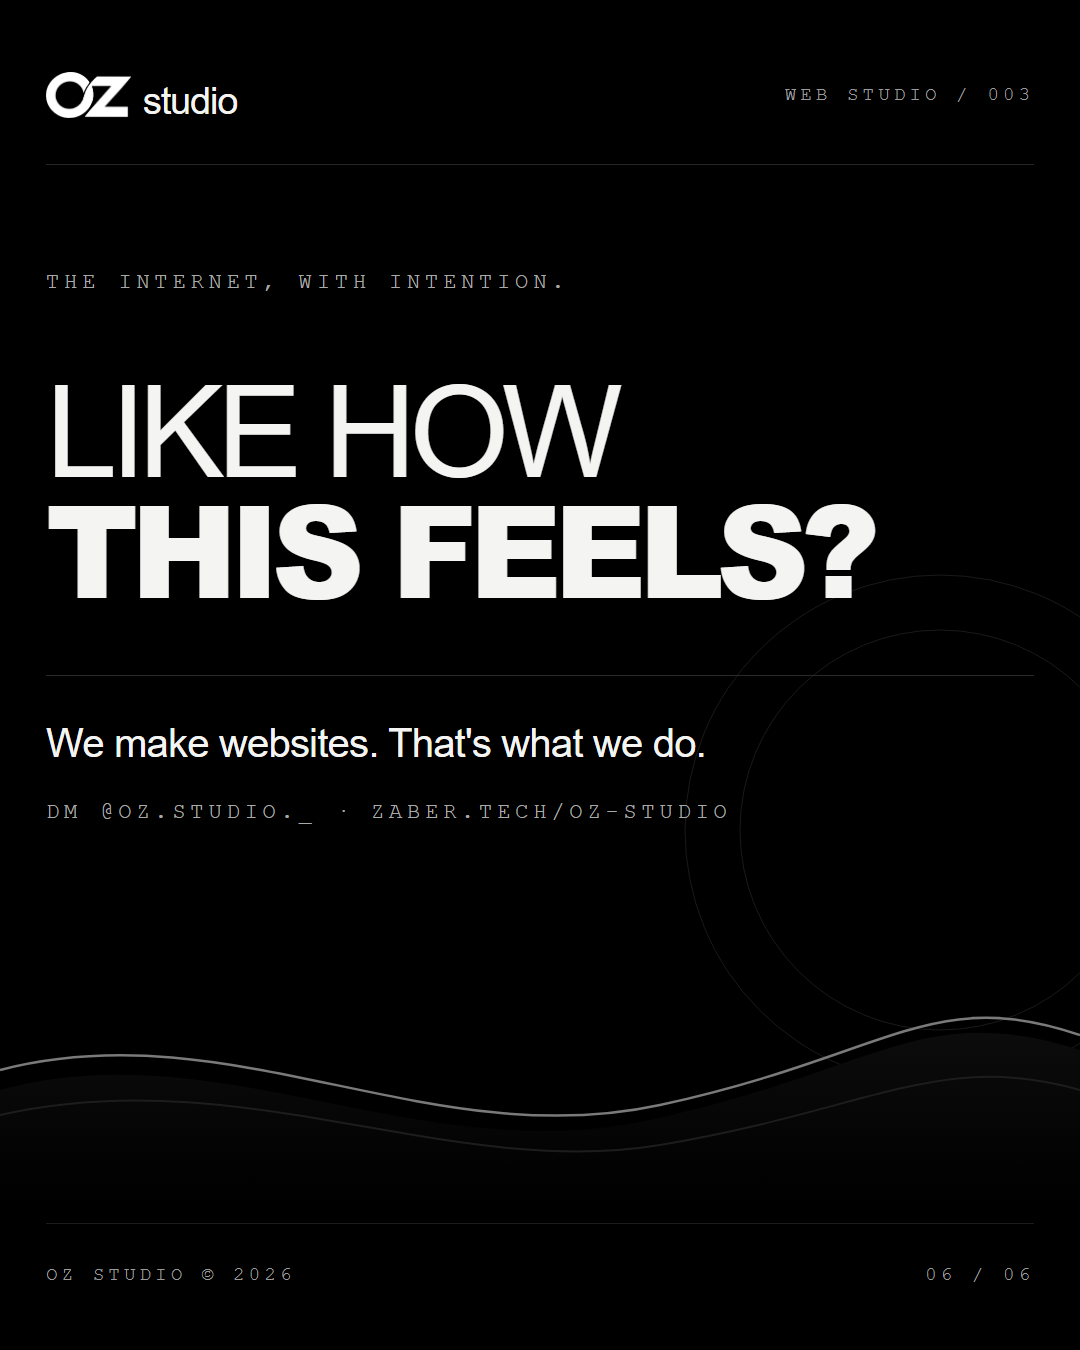 OZ studio
WEB STUDIO / 003
THE INTERNET, WITH INTENTION.
LIKE HOW
THIS FEELS?
We make websites. That's what we do.
DM @OZ.STUDIO._ · ZABER.TECH/OZ-STUDIO
OZ STUDIO © 2026
06 / 06